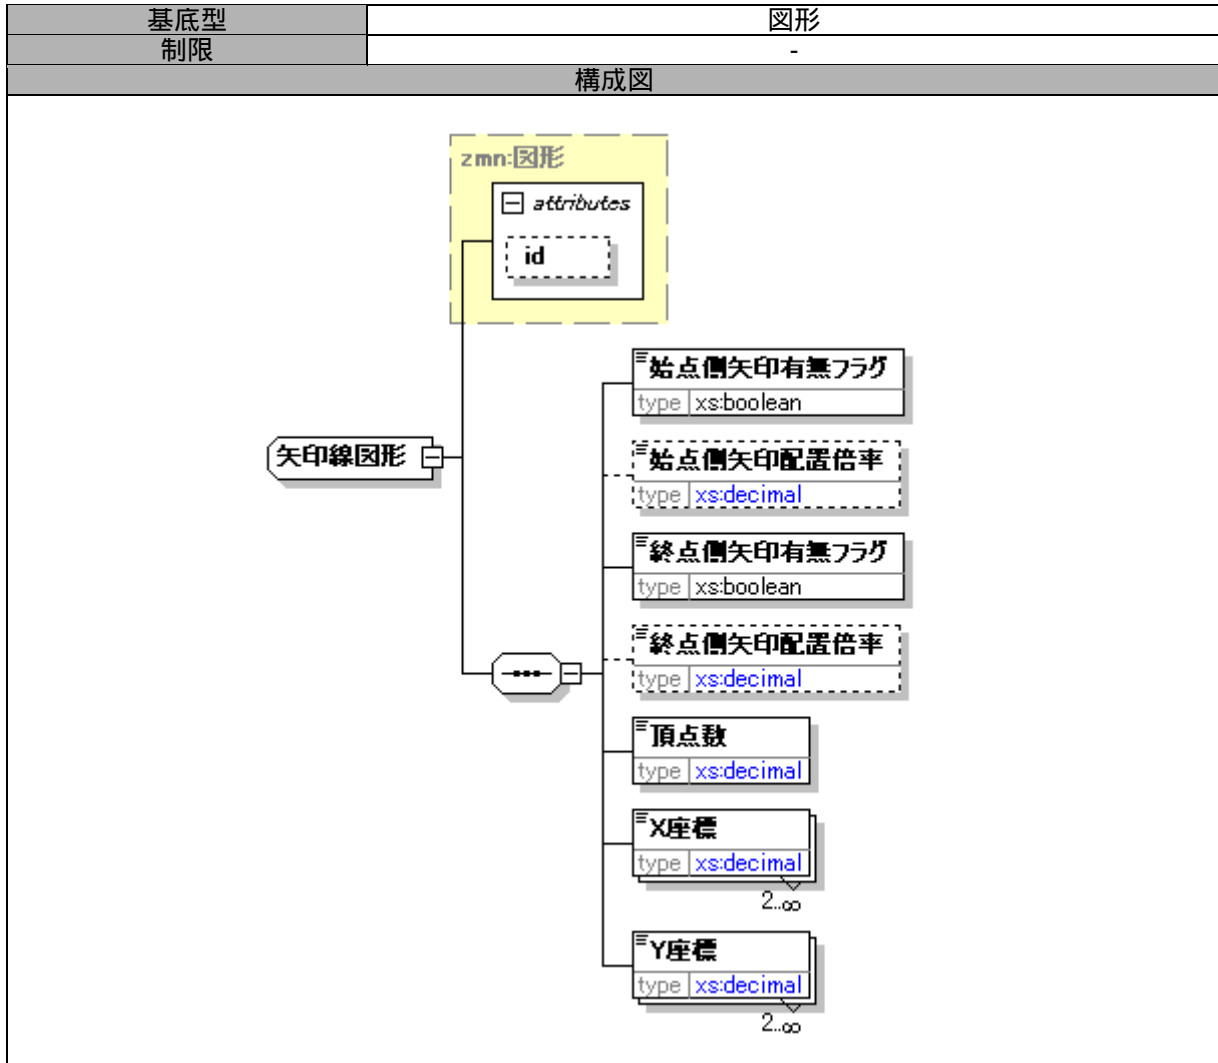 基底型 図形
制限 -
構成図
zmn:図形
attributes
id
始点側矢印有無フラグ
type xs:boolean
矢印線図形
始点側矢印配置倍率
type xs:decimal
終点側矢印有無フラグ
type xs:boolean
終点側矢印配置倍率
type xs:decimal
頂点数
type xs:decimal
X座標
type xs:decimal
2..∞
Y座標
type xs:decimal
2..∞